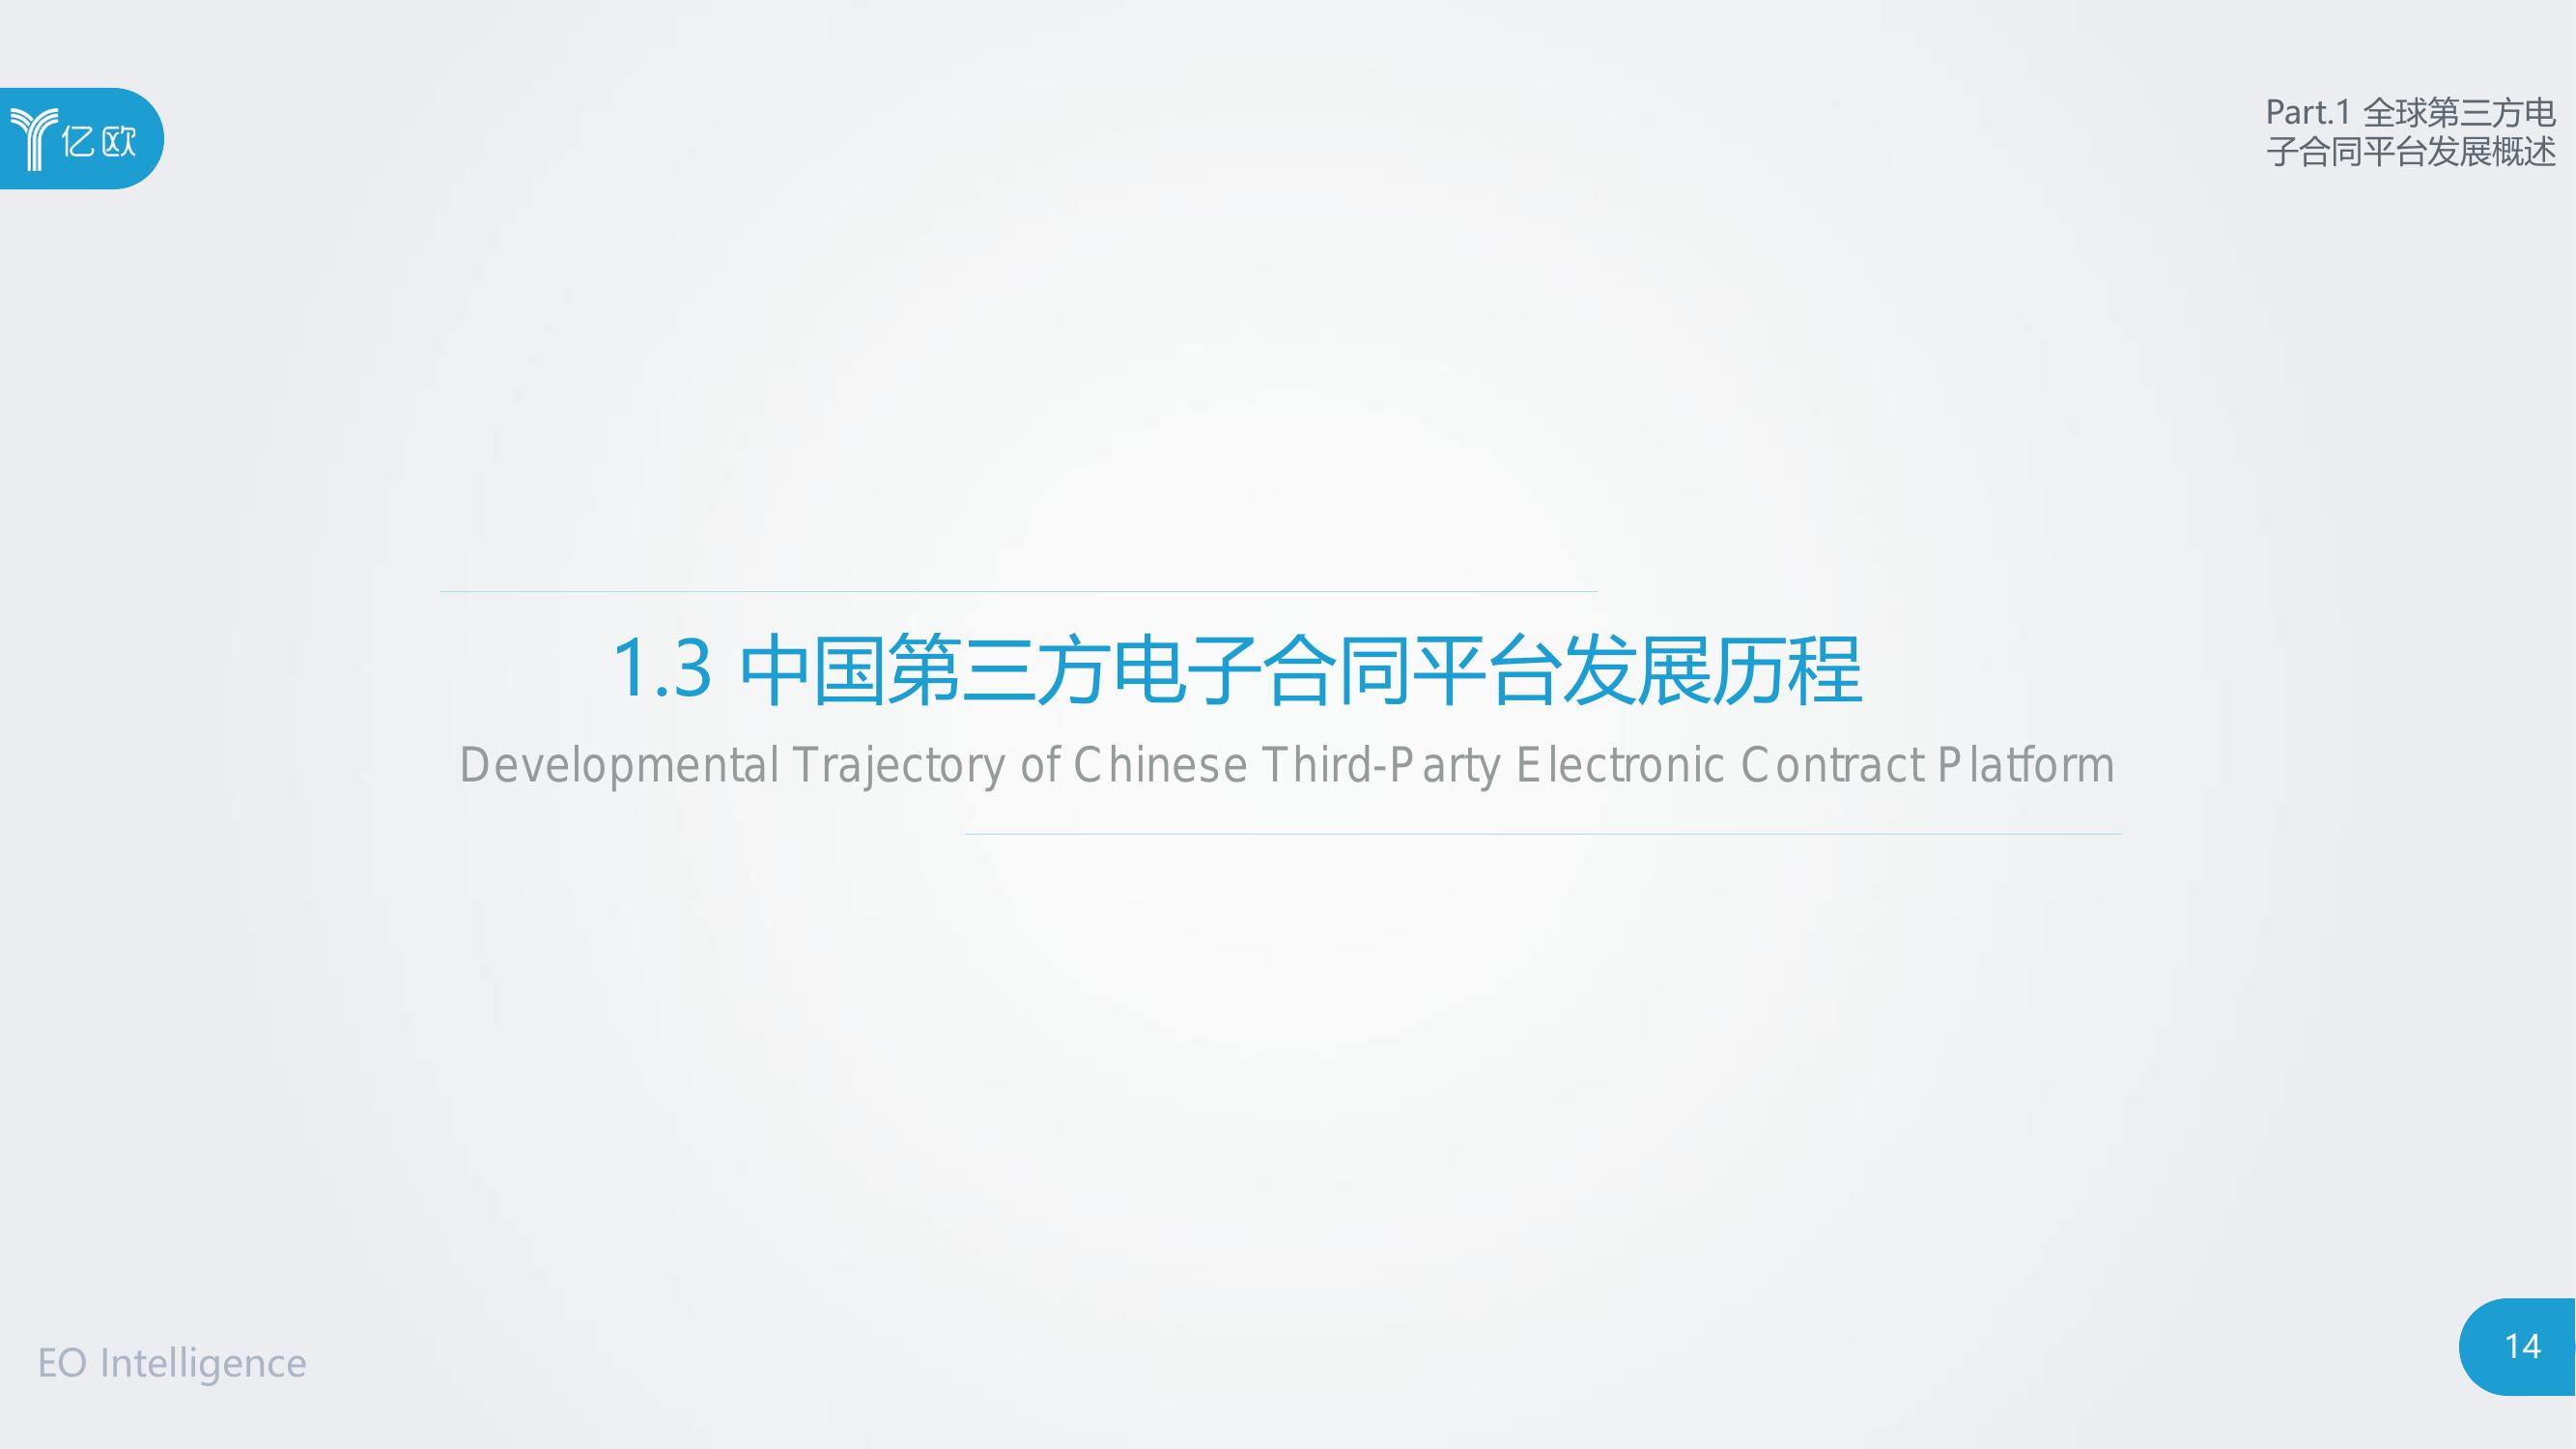 亿欧
Part.1 全球第三方电
子合同平台发展概述
1.3 中国第三方电子合同平台发展历程
Developmental Trajectory of Chinese Third-Party Electronic Contract Platform
EO Intelligence
14